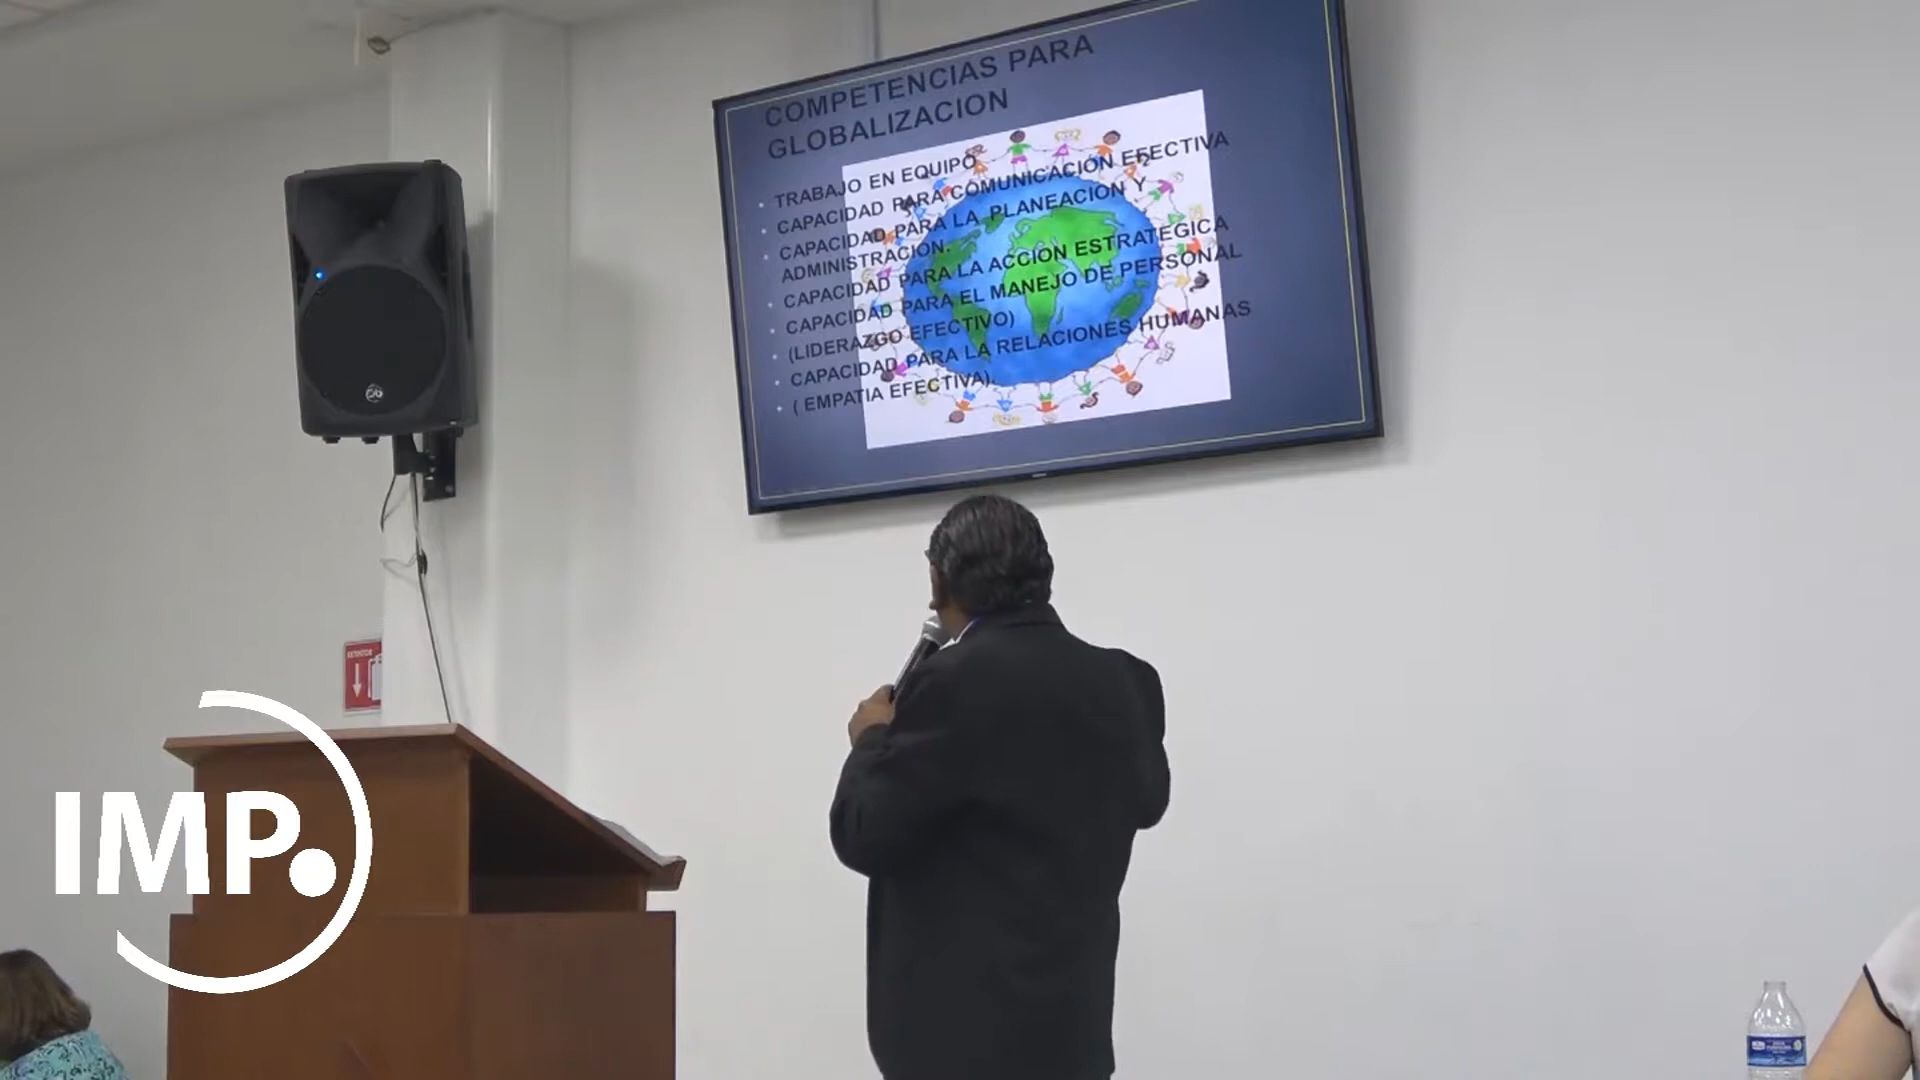 COMPETENCIAS PARA
GLOBALIZACION
TRABAJO EN EQUIPO
CAPACIDAD PARA COMUNICACIÓN EFECTIVA
CAPACIDAD PARA LA PLANEACION Y
ADMINISTRACION.
CAPACIDAD PARA LA ACCION ESTRATEGICA
CAPACIDAD PARA EL MANEJO DE PERSONAL
(LIDERAZGO EFECTIVO)
CAPACIDAD PARA LA RELACIONES HUMANAS
( EMPATIA EFECTIVA).
EXTINTOR
IMP.